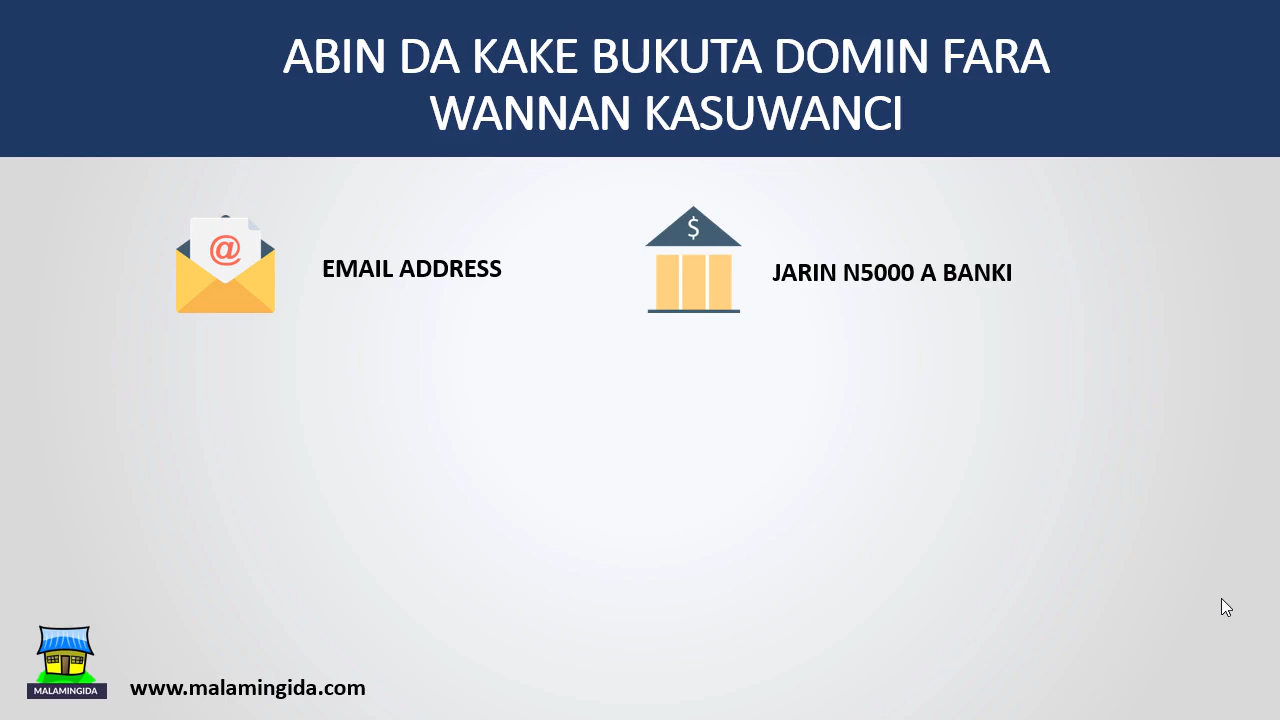 ABIN DA KAKE BUKUTA DOMIN FARA
WANNAN KASUWANCI
@
EMAIL ADDRESS
$
JARIN N5000 A BANKI
MALAMINGIDA
www.malamingida.com